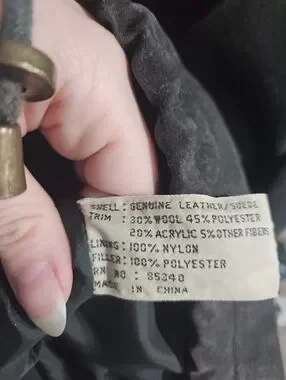 SHELL: GENUINE LEATHER/SUEDE
TRIM : 30% WOOL 45% POLYESTER
20% ACRYLIC 5% OTHER FIBERS
LINING: 100% NYLON
FILLER: 100% POLYESTER
RN NO : 85340
MADE IN CHINA